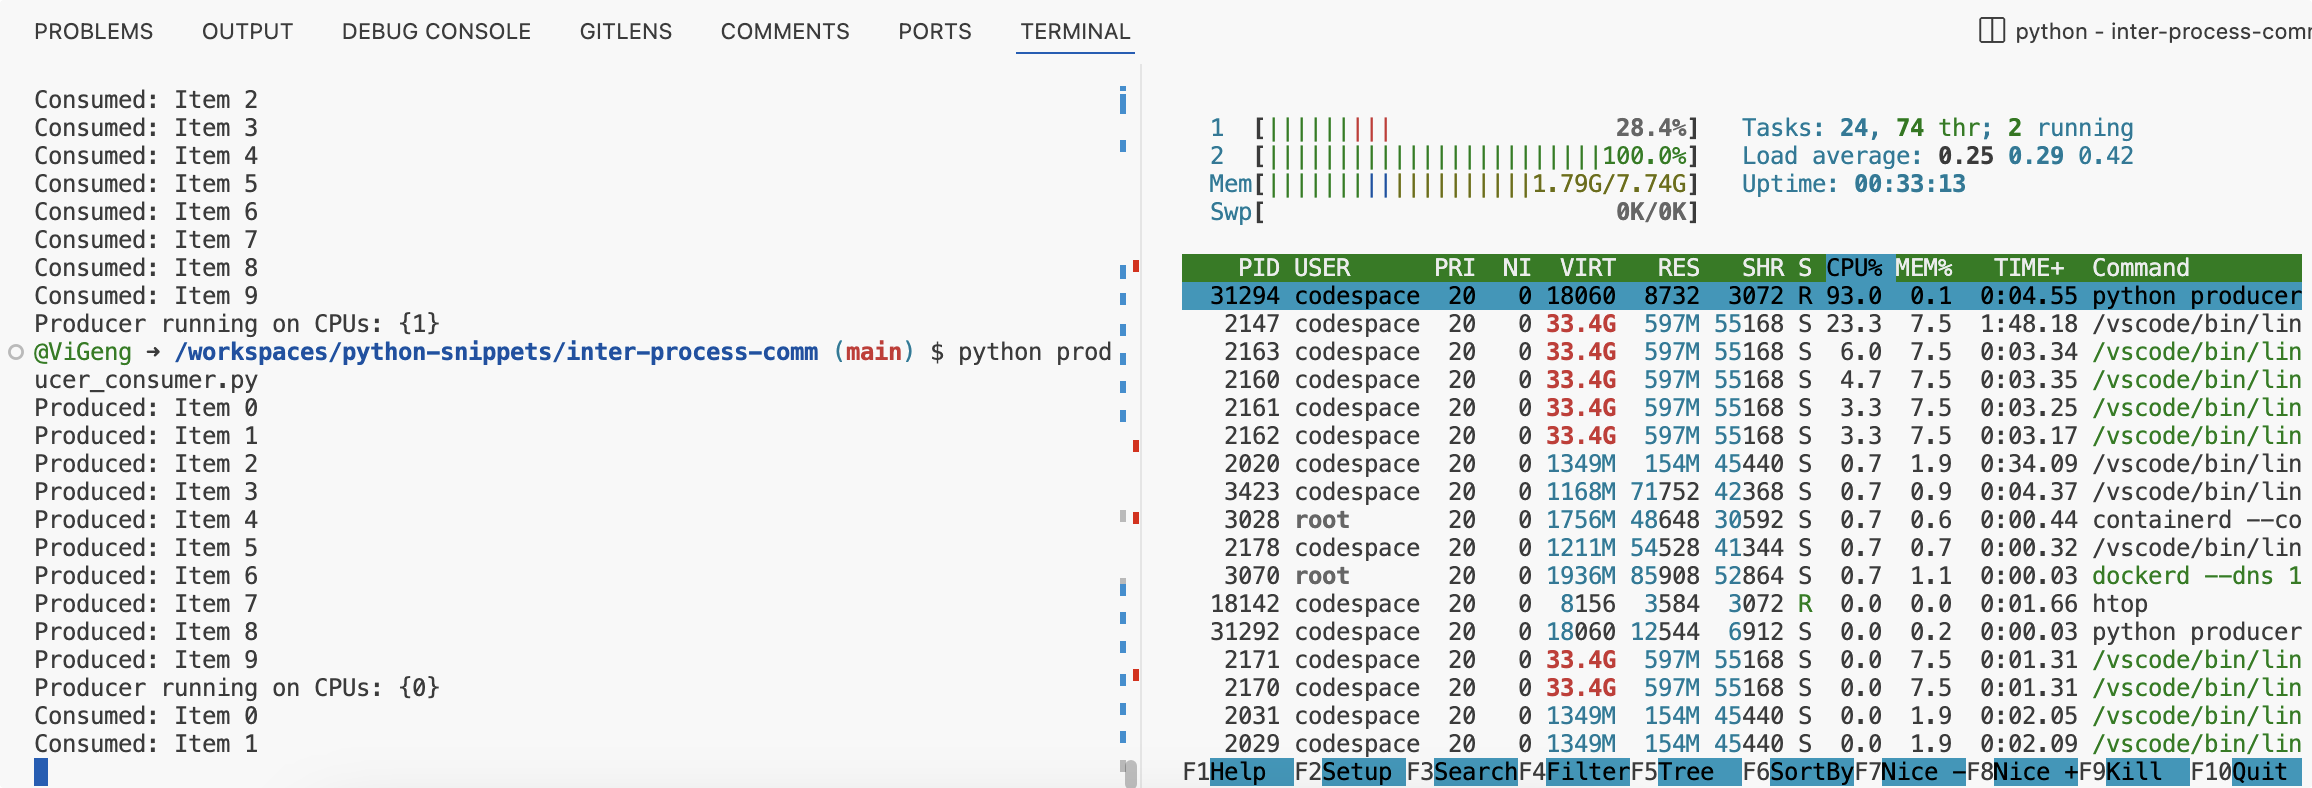 PROBLEMS OUTPUT DEBUG CONSOLE GITLENS COMMENTS PORTS TERMINAL python - inter-process-comm
Consumed: Item 2
Consumed: Item 3
Consumed: Item 4
Consumed: Item 5
Consumed: Item 6
Consumed: Item 7
Consumed: Item 8
Consumed: Item 9
Producer running on CPUs: {1}
@ViGeng ➜ /workspaces/python-snippets/inter-process-comm (main) $ python prod
ucer_consumer.py
Produced: Item 0
Produced: Item 1
Produced: Item 2
Produced: Item 3
Produced: Item 4
Produced: Item 5
Produced: Item 6
Produced: Item 7
Produced: Item 8
Produced: Item 9
Producer running on CPUs: {0}
Consumed: Item 0
Consumed: Item 1
1 [||||||||| 28.4%] Tasks: 24, 74 thr; 2 running
2 [||||||||||||||||||||||||100.0%] Load average: 0.25 0.29 0.42
Mem[|||||||||||||||||||1.79G/7.74G] Uptime: 00:33:13
Swp[ 0K/0K]
PID USER PRI NI VIRT RES SHR S CPU% MEM% TIME+ Command
31294 codespace 20 0 18060 8732 3072 R 93.0 0.1 0:04.55 python producer
2147 codespace 20 0 33.4G 597M 55168 S 23.3 7.5 1:48.18 /vscode/bin/lin
2163 codespace 20 0 33.4G 597M 55168 S 6.0 7.5 0:03.34 /vscode/bin/lin
2160 codespace 20 0 33.4G 597M 55168 S 4.7 7.5 0:03.35 /vscode/bin/lin
2161 codespace 20 0 33.4G 597M 55168 S 3.3 7.5 0:03.25 /vscode/bin/lin
2162 codespace 20 0 33.4G 597M 55168 S 3.3 7.5 0:03.17 /vscode/bin/lin
2020 codespace 20 0 1349M 154M 45440 S 0.7 1.9 0:34.09 /vscode/bin/lin
3423 codespace 20 0 1168M 71752 42368 S 0.7 0.9 0:04.37 /vscode/bin/lin
3028 root 20 0 1756M 48648 30592 S 0.7 0.6 0:00.44 containerd --co
2178 codespace 20 0 1211M 54528 41344 S 0.7 0.7 0:00.32 /vscode/bin/lin
3070 root 20 0 1936M 85908 52864 S 0.7 1.1 0:00.03 dockerd --dns 1
18142 codespace 20 0 8156 3584 3072 R 0.0 0.0 0:01.66 htop
31292 codespace 20 0 18060 12544 6912 S 0.0 0.2 0:00.03 python producer
2171 codespace 20 0 33.4G 597M 55168 S 0.0 7.5 0:01.31 /vscode/bin/lin
2170 codespace 20 0 33.4G 597M 55168 S 0.0 7.5 0:01.31 /vscode/bin/lin
2031 codespace 20 0 1349M 154M 45440 S 0.0 1.9 0:02.05 /vscode/bin/lin
2029 codespace 20 0 1349M 154M 45440 S 0.0 1.9 0:02.09 /vscode/bin/lin
F1Help F2Setup F3SearchF4FilterF5Tree F6SortByF7Nice -F8Nice +F9Kill F10Quit